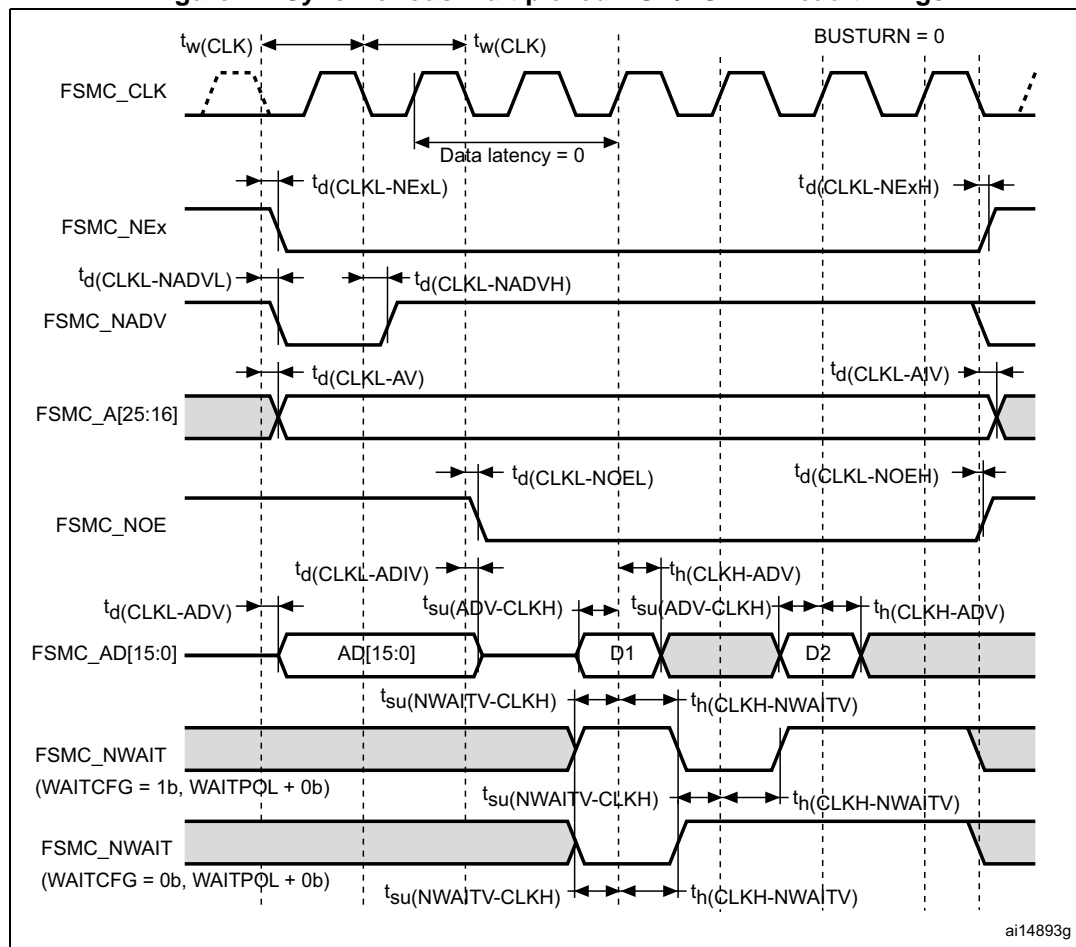 tw(CLK) tw(CLK) BUSTURN = 0
FSMC_CLK
Data latency = 0
td(CLKL-NExL) td(CLKL-NExH)
FSMC_NEx
td(CLKL-NADVL) td(CLKL-NADVH)
FSMC_NADV
td(CLKL-AV) td(CLKL-AIV)
FSMC_A[25:16]
td(CLKL-NOEL) td(CLKL-NOEH)
FSMC_NOE
td(CLKL-ADIV) th(CLKH-ADV)
td(CLKL-ADV) tsu(ADV-CLKH) tsu(ADV-CLKH) th(CLKH-ADV)
FSMC_AD[15:0] AD[15:0] D1 D2
tsu(NWAITV-CLKH) th(CLKH-NWAITV)
FSMC_NWAIT
(WAITCFG = 1b, WAITPOL + 0b)
tsu(NWAITV-CLKH) th(CLKH-NWAITV)
FSMC_NWAIT
(WAITCFG = 0b, WAITPOL + 0b)
tsu(NWAITV-CLKH) th(CLKH-NWAITV)
ai14893g